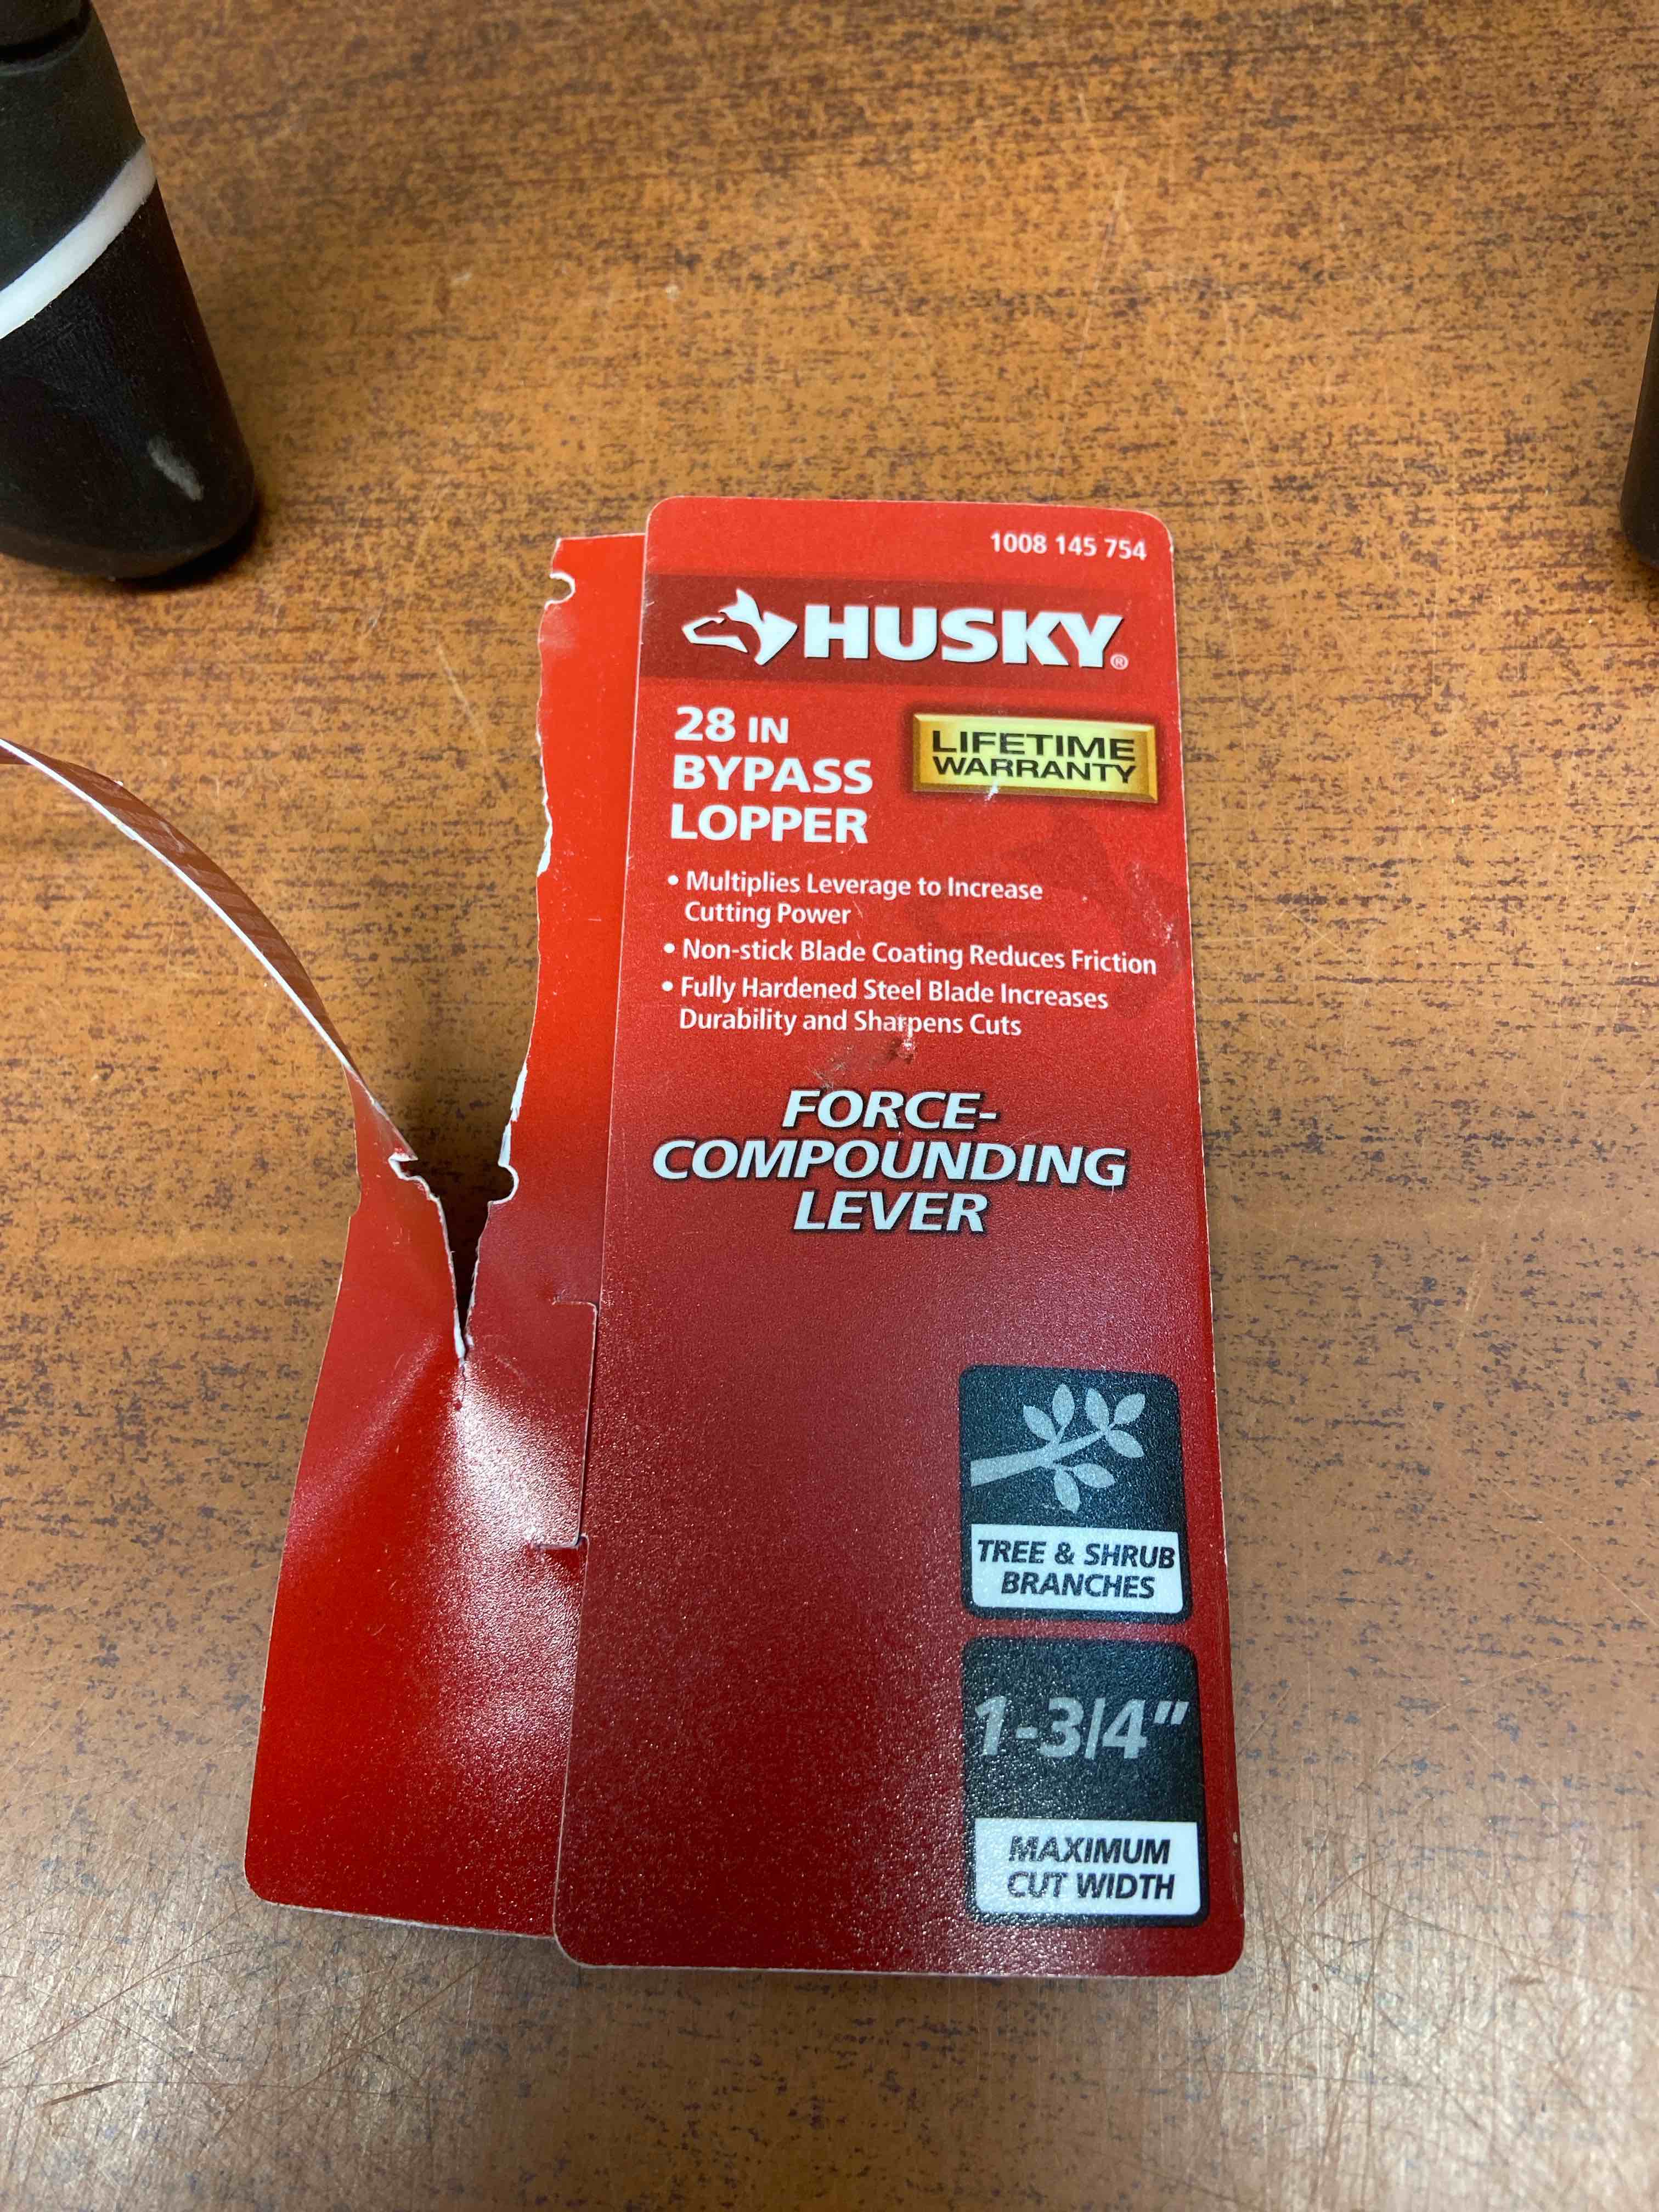 1008 145 754
HUSKY®
28 IN
BYPASS
LOPPER
LIFETIME
WARRANTY
• Multiplies Leverage to Increase
Cutting Power
• Non-stick Blade Coating Reduces Friction
• Fully Hardened Steel Blade Increases
Durability and Sharpens Cuts
FORCE-
COMPOUNDING
LEVER
TREE & SHRUB
BRANCHES
1-3/4"
MAXIMUM
CUT WIDTH